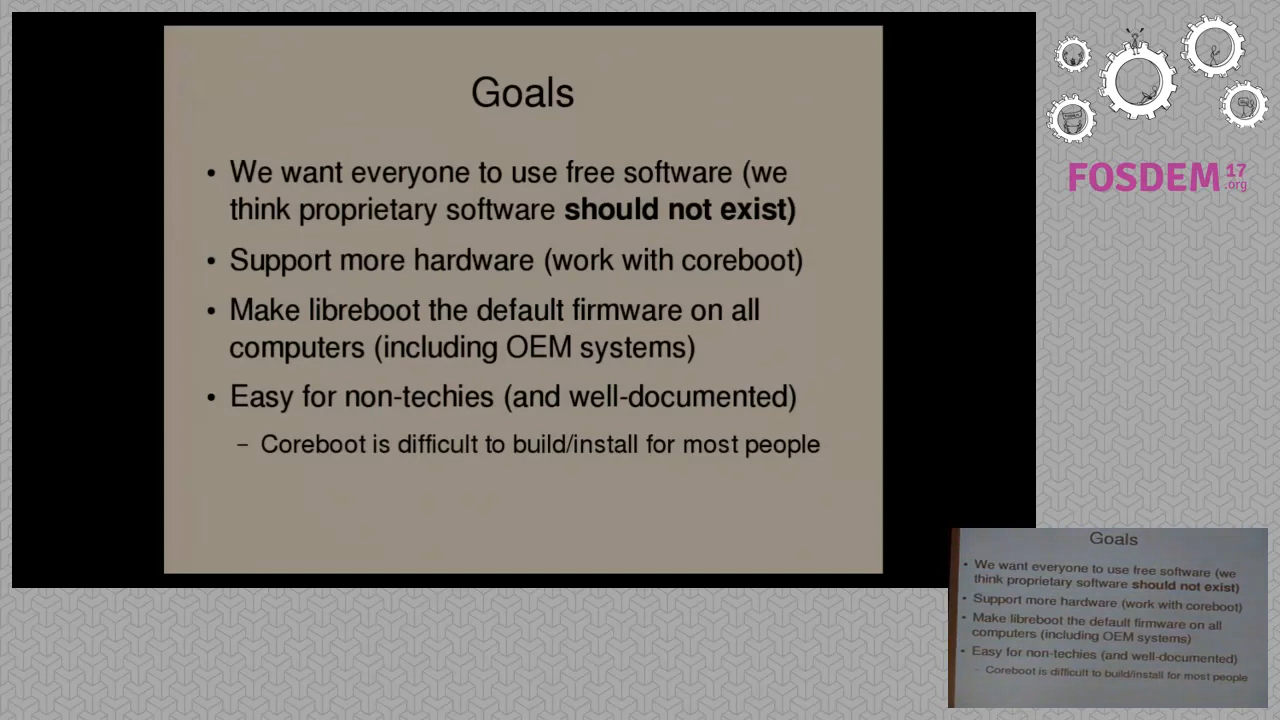 Goals
• We want everyone to use free software (we
think proprietary software should not exist)
• Support more hardware (work with coreboot)
• Make libreboot the default firmware on all
computers (including OEM systems)
• Easy for non-techies (and well-documented)
– Coreboot is difficult to build/install for most people
FOSDEM 17
.org
Goals
• We want everyone to use free software (we
think proprietary software should not exist)
• Support more hardware (work with coreboot)
• Make libreboot the default firmware on all
computers (including OEM systems)
• Easy for non-techies (and well-documented)
– Coreboot is difficult to build/install for most people